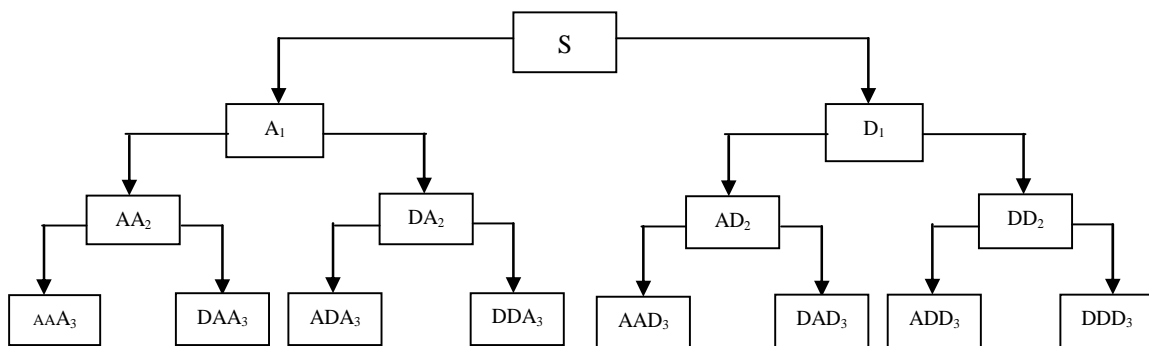 S
A₁ D₁
AA₂ DA₂ AD₂ DD₂
AAA₃ DAA₃ ADA₃ DDA₃ AAD₃ DAD₃ ADD₃ DDD₃